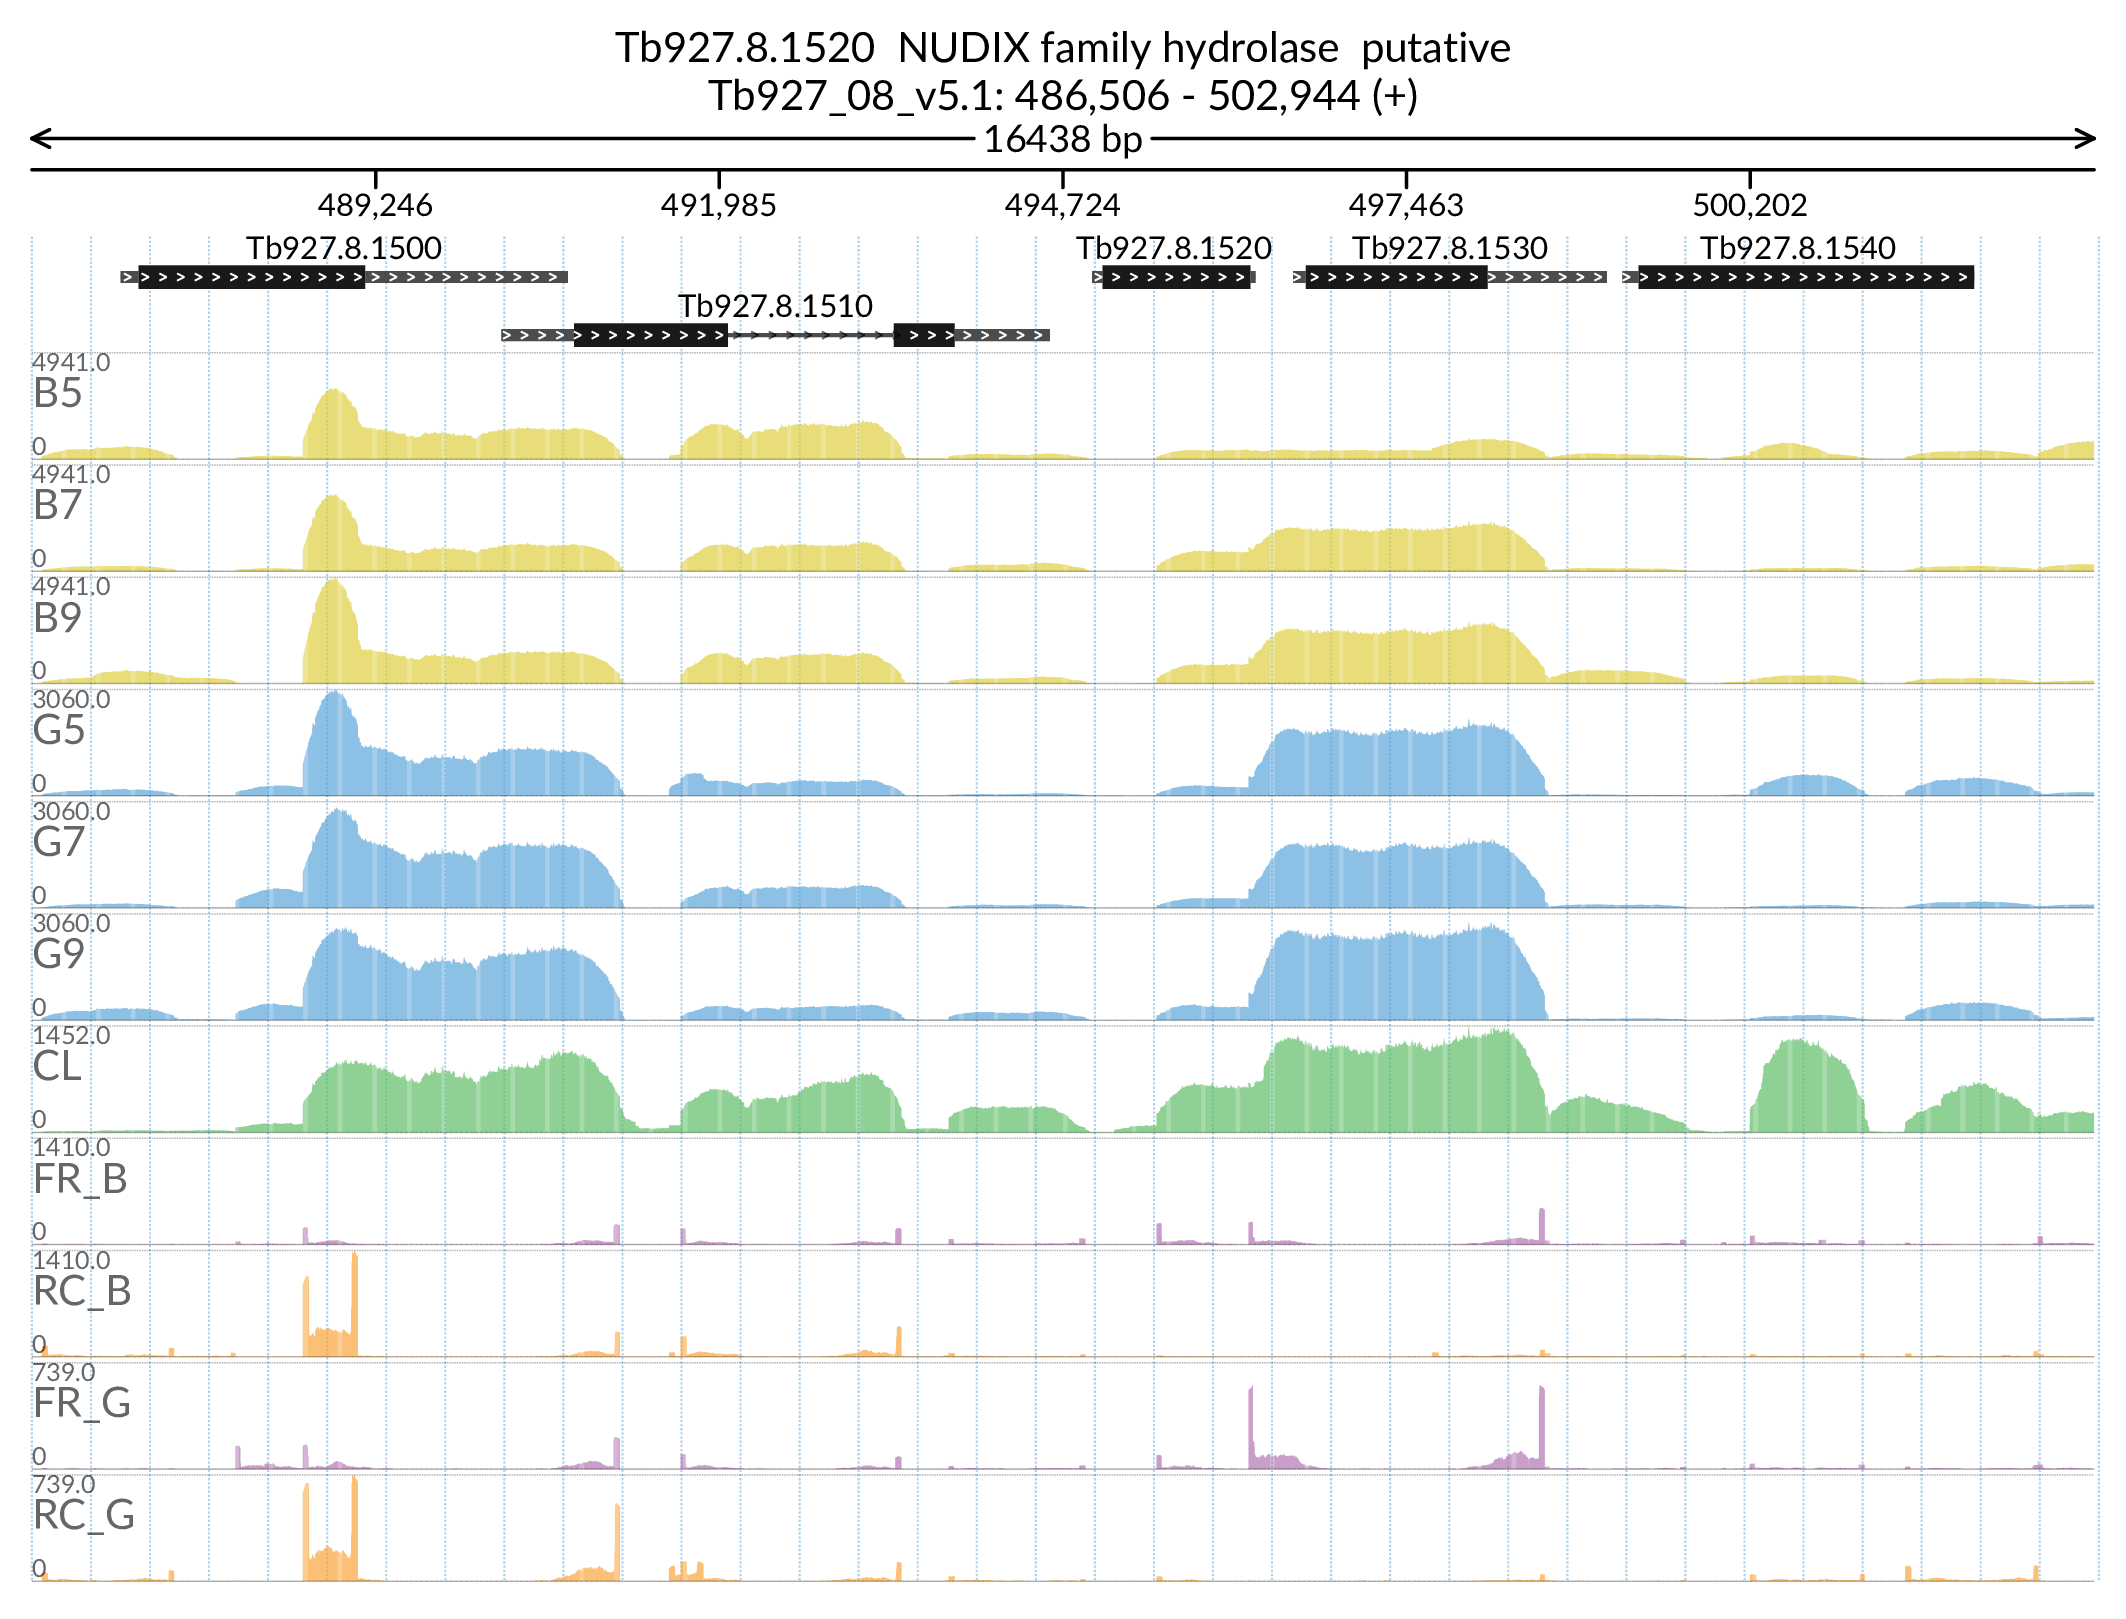 Tb927.8.1520  NUDIX family hydrolase  putative
Tb927_08_v5.1: 486,506 - 502,944 (+)
16438 bp
489,246 491,985 494,724 497,463 500,202
Tb927.8.1500 Tb927.8.1520 Tb927.8.1530 Tb927.8.1540
Tb927.8.1510
4941.0
B5
0
4941.0
B7
0
4941.0
B9
0
3060.0
G5
0
3060.0
G7
0
3060.0
G9
0
1452.0
CL
0
1410.0
FR_B
0
1410.0
RC_B
0
739.0
FR_G
0
739.0
RC_G
0